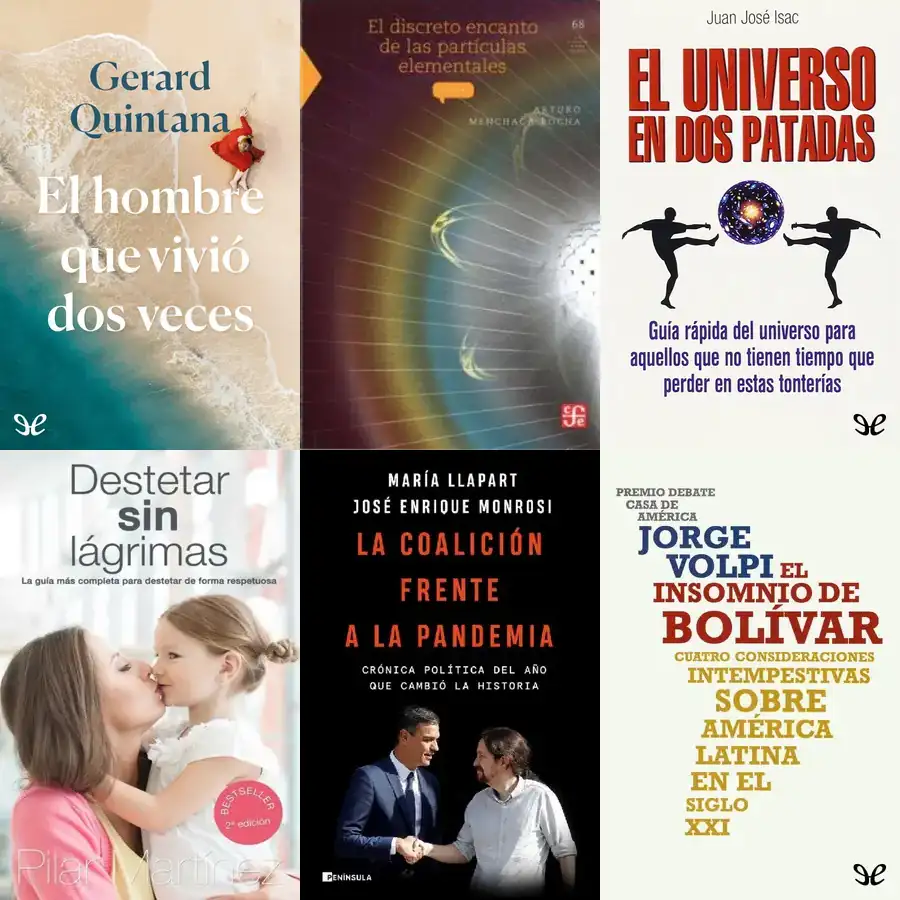 Gerard
Quintana
El hombre
que vivió
dos veces
El discreto encanto
de las partículas
elementales
68
ARTURO
MENCHACA ROCHA
Juan José Isac
EL UNIVERSO
EN DOS PATADAS
Guía rápida del universo para
aquellos que no tienen tiempo que
perder en estas tonterías
Destetar
sin
lágrimas
La guía más completa para destetar de forma respetuosa
BESTSELLER
2ª edición
Pilar Martínez
MARÍA LLAPART
JOSÉ ENRIQUE MONROSI
LA COALICIÓN
FRENTE
A LA PANDEMIA
CRÓNICA POLÍTICA DEL AÑO
QUE CAMBIÓ LA HISTORIA
PENÍNSULA
PREMIO DEBATE
CASA DE
AMÉRICA
JORGE
VOLPI EL
INSOMNIO DE
BOLÍVAR
CUATRO CONSIDERACIONES
INTEMPESTIVAS
SOBRE
AMÉRICA
LATINA
EN EL
SIGLO
XXI